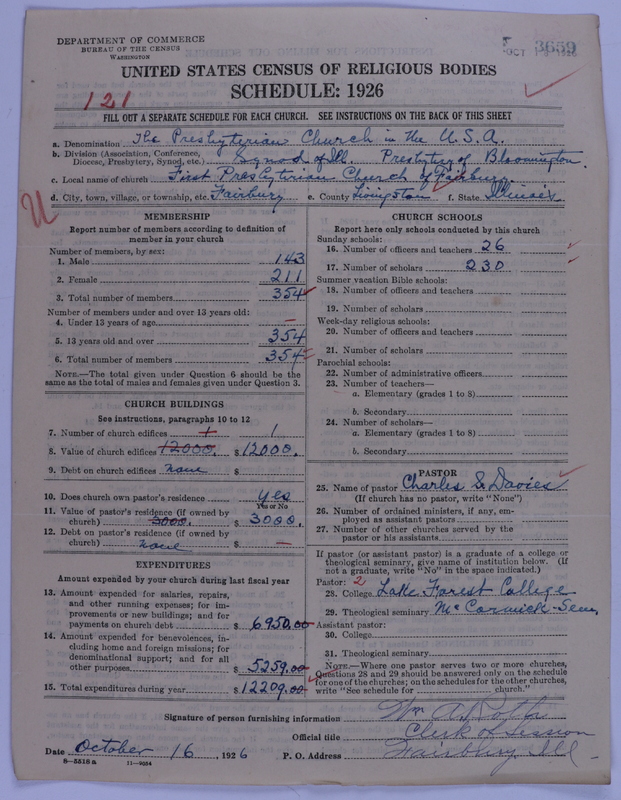 DEPARTMENT OF COMMERCE
BUREAU OF THE CENSUS
WASHINGTON
OCT 3659
UNITED STATES CENSUS OF RELIGIOUS BODIES
121
SCHEDULE: 1926
FILL OUT A SEPARATE SCHEDULE FOR EACH CHURCH. SEE INSTRUCTIONS ON THE BACK OF THIS SHEET
a. Denomination The Presbyterian Church in the U.S.A.
b. Division (Association, Conference, Diocese, Presbytery, Synod, etc.) Synod of Ill. Presbytery of Bloomington
c. Local name of church First Presbyterian Church of Fairbury
d. City, town, village, or township, etc. Fairbury e. County Livingston f. State Illinois
U
MEMBERSHIP
Report number of members according to definition of
member in your church
Number of members, by sex:
1. Male 143
2. Female 211
3. Total number of members 354
Number of members under and over 13 years old:
4. Under 13 years of age —
5. 13 years old and over 354
6. Total number of members 354
NOTE.—The total given under Question 6 should be the
same as the total of males and females given under Question 3.
CHURCH BUILDINGS
See instructions, paragraphs 10 to 12
7. Number of church edifices 1 1
8. Value of church edifices 12000. $12000.
9. Debt on church edifices none $
10. Does church own pastor's residence yes
Yes or No
11. Value of pastor's residence (if owned by
church) 3000. $ 3000.
12. Debt on pastor's residence (if owned by
church) none $ —
EXPENDITURES
Amount expended by church during last fiscal year
13. Amount expended for salaries, repairs,
and other running expenses; for im-
provements or new buildings; and for
payments on church debt $ 6950.00
14. Amount expended for benevolences, in-
cluding home and foreign missions; for
denominational support; and for all
other purposes $ 5259.00
15. Total expenditures during year $ 12209.00
CHURCH SCHOOLS
Report here only schools conducted by this church
Sunday schools:
16. Number of officers and teachers 26
17. Number of scholars 230
Summer vacation Bible schools:
18. Number of officers and teachers
19. Number of scholars
Week-day religious schools:
20. Number of officers and teachers
21. Number of scholars
Parochial schools:
22. Number of administrative officers
23. Number of teachers—
a. Elementary (grades 1 to 8)
b. Secondary
24. Number of scholars—
a. Elementary (grades 1 to 8)
b. Secondary
PASTOR
25. Name of pastor Charles S Davies
(If church has no pastor, write "None")
26. Number of ordained ministers, if any, em-
ployed as assistant pastors
27. Number of other churches served by the
pastor or his assistants
If pastor (or assistant pastor) is a graduate of a college or
theological seminary, give name of institution below. (If
not a graduate, write "No" in the space indicated.)
Pastor: 2
28. College Lake Forest College
29. Theological seminary McCormick Sem.
Assistant pastor:
30. College
31. Theological seminary
NOTE.—Where one pastor serves two or more churches,
Questions 28 and 29 should be answered only on the schedule
for one of the churches; on the schedules for the other churches,
write "See schedule for church."
Signature of person furnishing information Wm A.
Official title Clerk of Session
Date October 16, 1926 P. O. Address Fairbury Ill
8—5518 a 11—9034